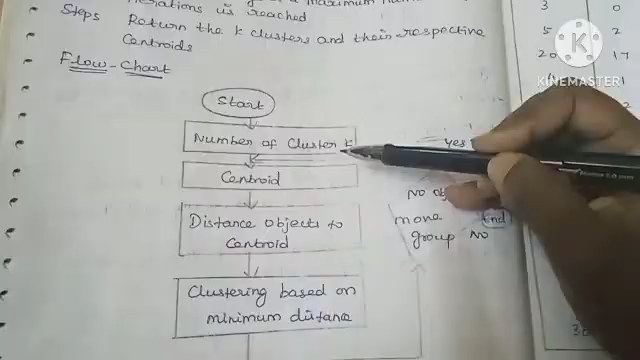 iterations is reached
Steps Return the k clusters and their respective
Centroids
Flow-Chart
Start
Number of Cluster k
Centroid
Distance objects to
Centroid
Clustering based on
minimum distance
yes
No
move
group No
End
3 0
5 2
20 17
KINEMASTER